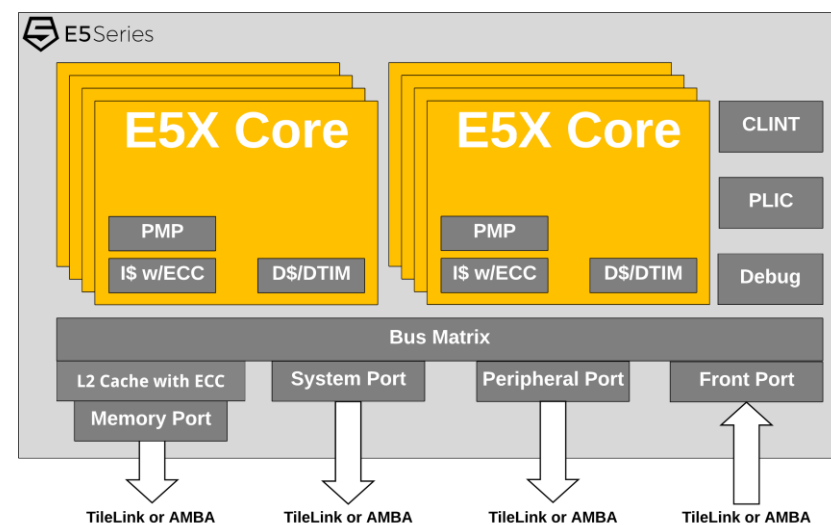 E5 Series
E5X Core
PMP
I$ w/ECC
D$/DTIM
E5X Core
PMP
I$ w/ECC
D$/DTIM
CLINT
PLIC
Debug
Bus Matrix
L2 Cache with ECC
System Port
Peripheral Port
Front Port
Memory Port
TileLink or AMBA
TileLink or AMBA
TileLink or AMBA
TileLink or AMBA